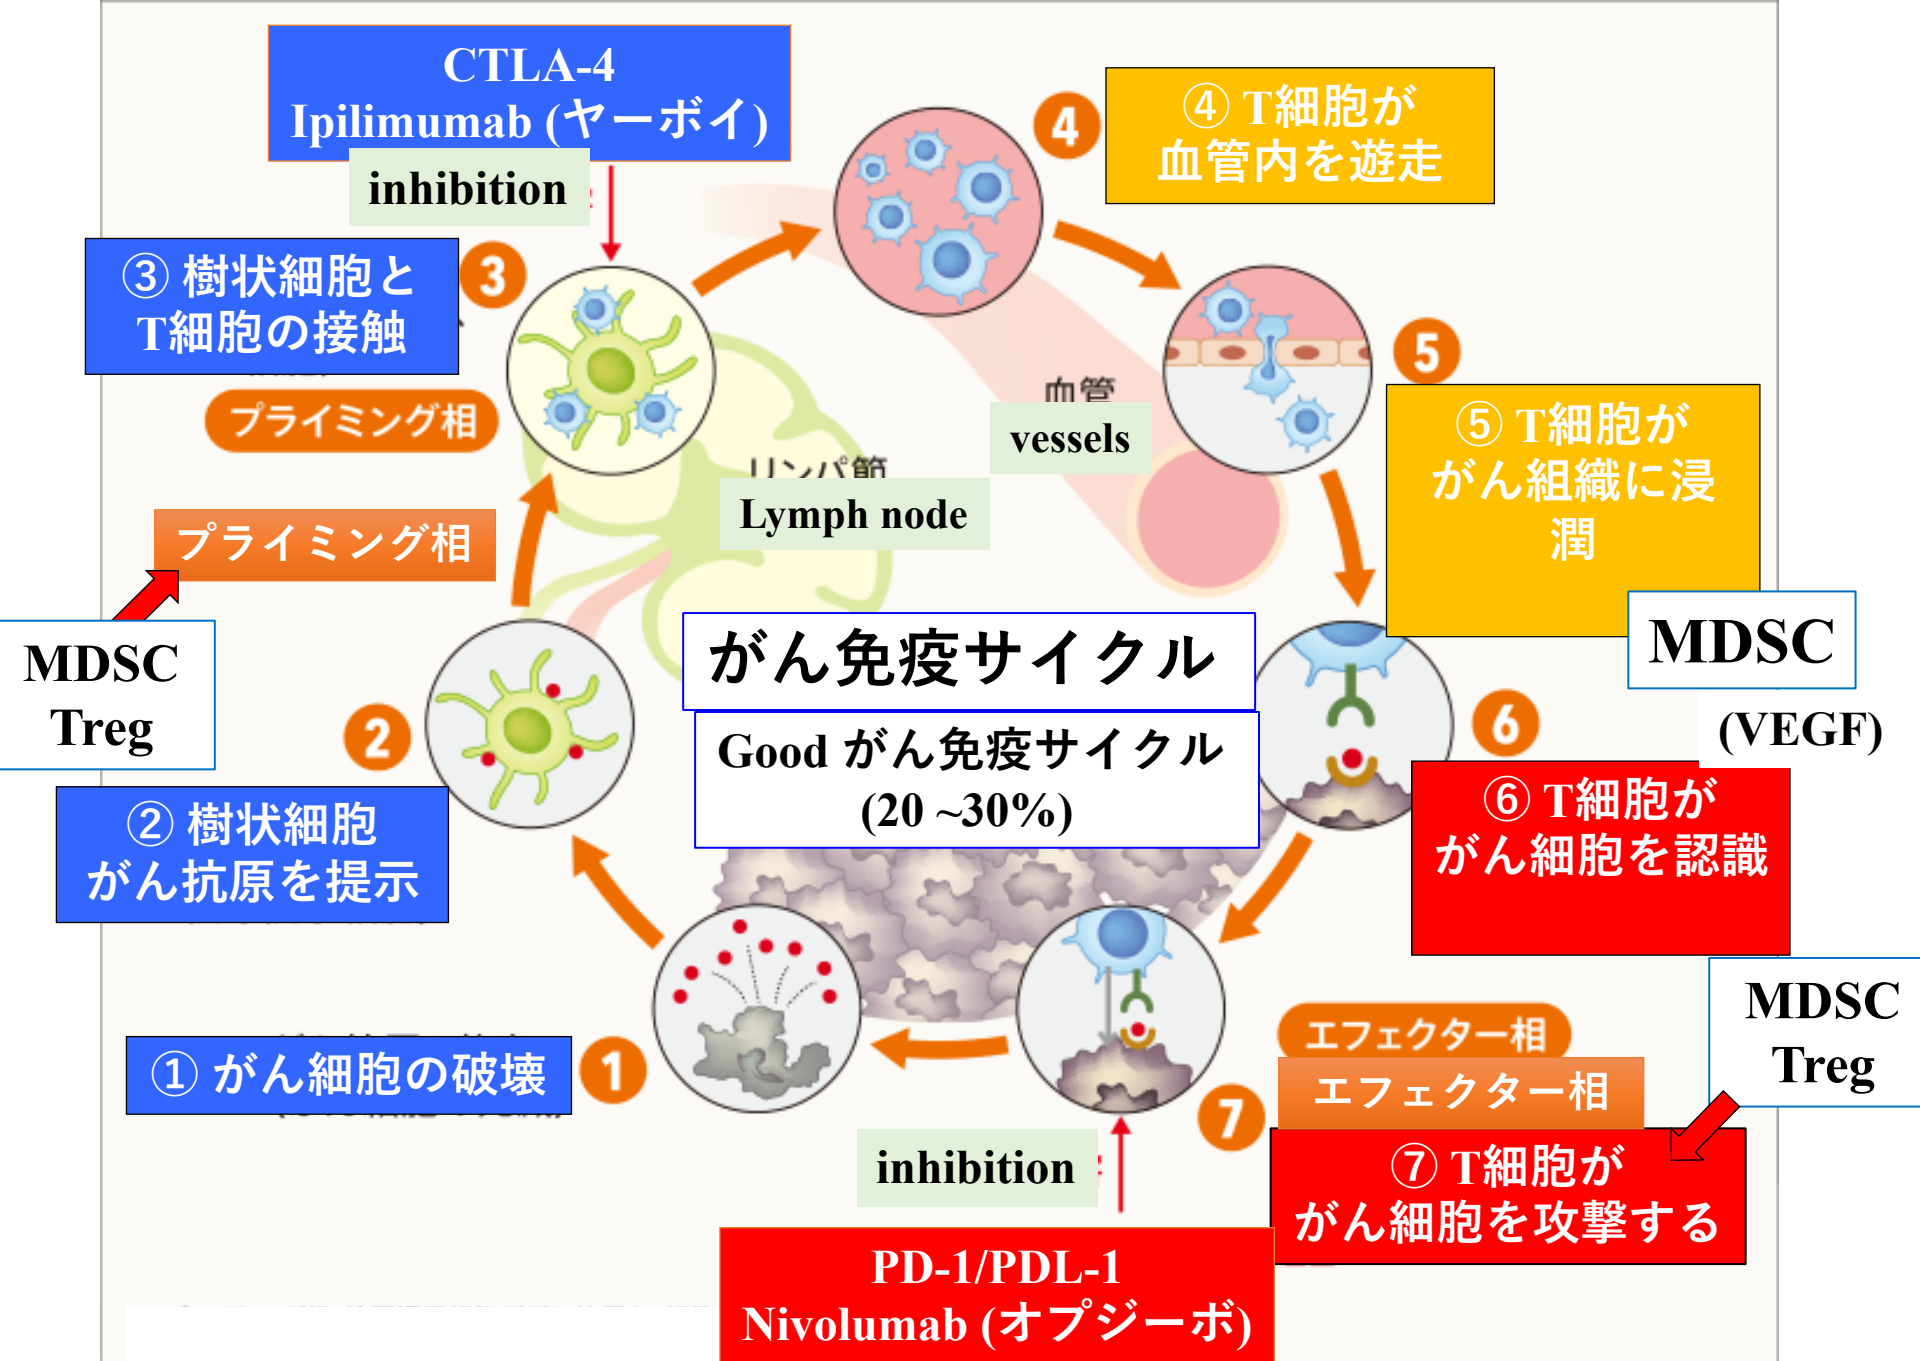 CTLA-4
Ipilimumab (ヤーボイ)
inhibition
④ T細胞が
血管内を遊走
4
③ 樹状細胞と
T細胞の接触
3
プライミング相
5
血管
vessels
⑤ T細胞が
がん組織に浸
潤
リンパ節
Lymph node
プライミング相
MDSC
Treg
がん免疫サイクル
Good がん免疫サイクル
(20 ~30%)
MDSC
(VEGF)
2
6
② 樹状細胞
がん抗原を提示
⑥ T細胞が
がん細胞を認識
① がん細胞の破壊
1
エフェクター相
エフェクター相
MDSC
Treg
7
⑦ T細胞が
がん細胞を攻撃する
inhibition
PD-1/PDL-1
Nivolumab (オプジーボ)